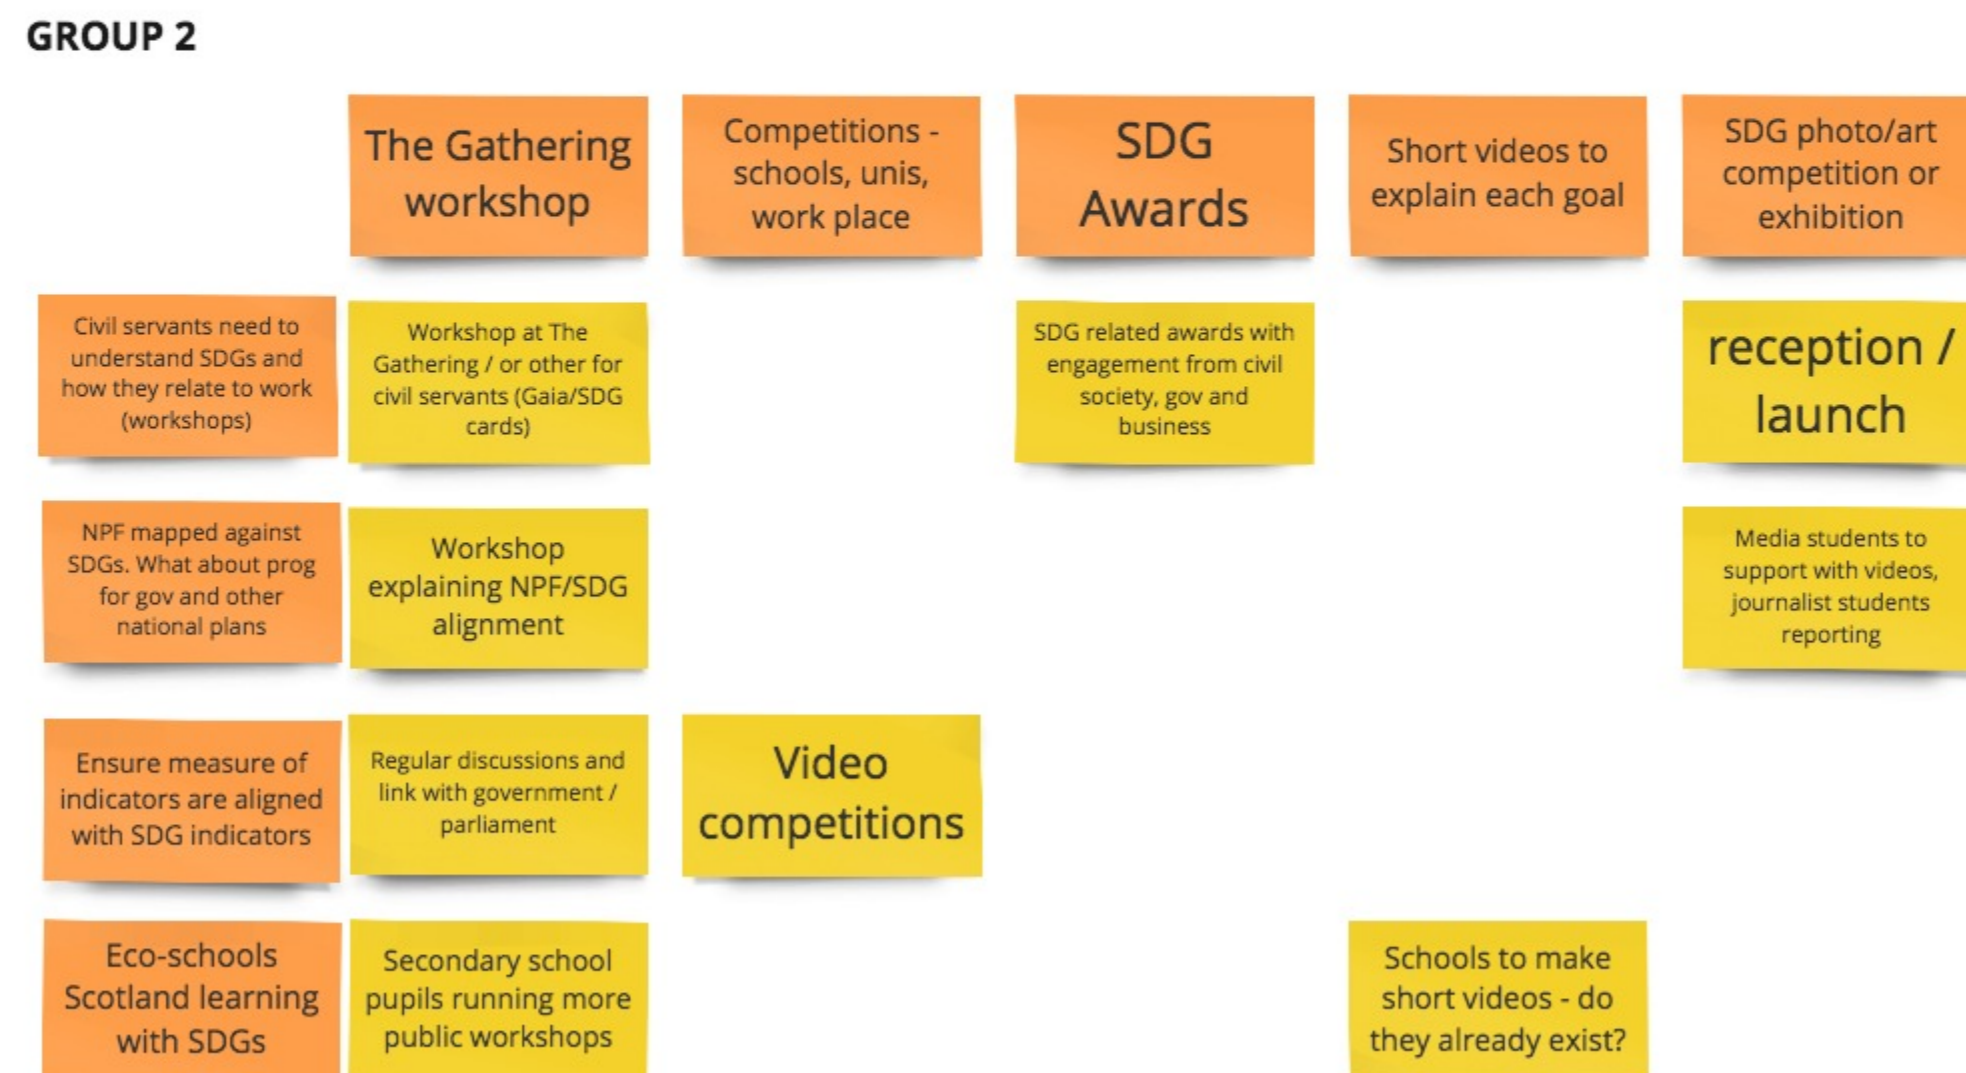 GROUP 2
The Gathering
workshop
Competitions -
schools, unis,
work place
SDG
Awards
Short videos to
explain each goal
SDG photo/art
competition or
exhibition
Civil servants need to
understand SDGs and
how they relate to work
(workshops)
Workshop at The
Gathering / or other for
civil servants (Gaia/SDG
cards)
SDG related awards with
engagement from civil
society, gov and
business
reception /
launch
NPF mapped against
SDGs. What about prog
for gov and other
national plans
Workshop
explaining NPF/SDG
alignment
Media students to
support with videos,
journalist students
reporting
Ensure measure of
indicators are aligned
with SDG indicators
Regular discussions and
link with government /
parliament
Video
competitions
Eco-schools
Scotland learning
with SDGs
Secondary school
pupils running more
public workshops
Schools to make
short videos - do
they already exist?